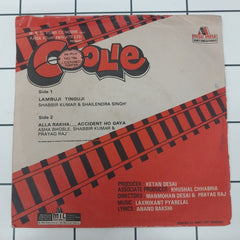 COOLIE
Side 1
LAMBUJI TINGUJI
SHABBIR KUMAR & SHAILENDRA SINGH
Side 2
ALLA RAKHA.....ACCIDENT HO GAYA
ASHA BHOSLE, SHABBIR KUMAR &
PRAYAG RAJ
PRODUCER : KETAN DESAI
ASSOCIATE PRODUCER : KHUSHAL CHHABRIA
DIRECTORS : MANMOHAN DESAI & PRAYAG RAJ
MUSIC : LAXMIKANT PYARELAL
LYRICS : ANAND BAKSHI